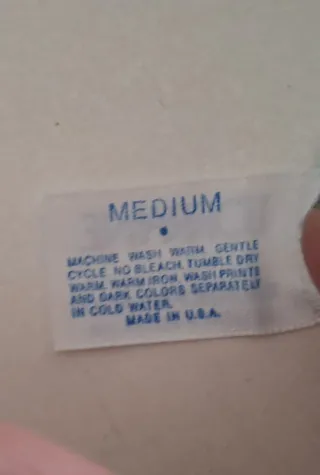 MEDIUM
MACHINE WASH WARM. GENTLE
CYCLE. NO BLEACH. TUMBLE DRY
WARM. WARM IRON. WASH PRINTS
AND DARK COLORS SEPARATELY
IN COLD WATER.
MADE IN U.S.A.